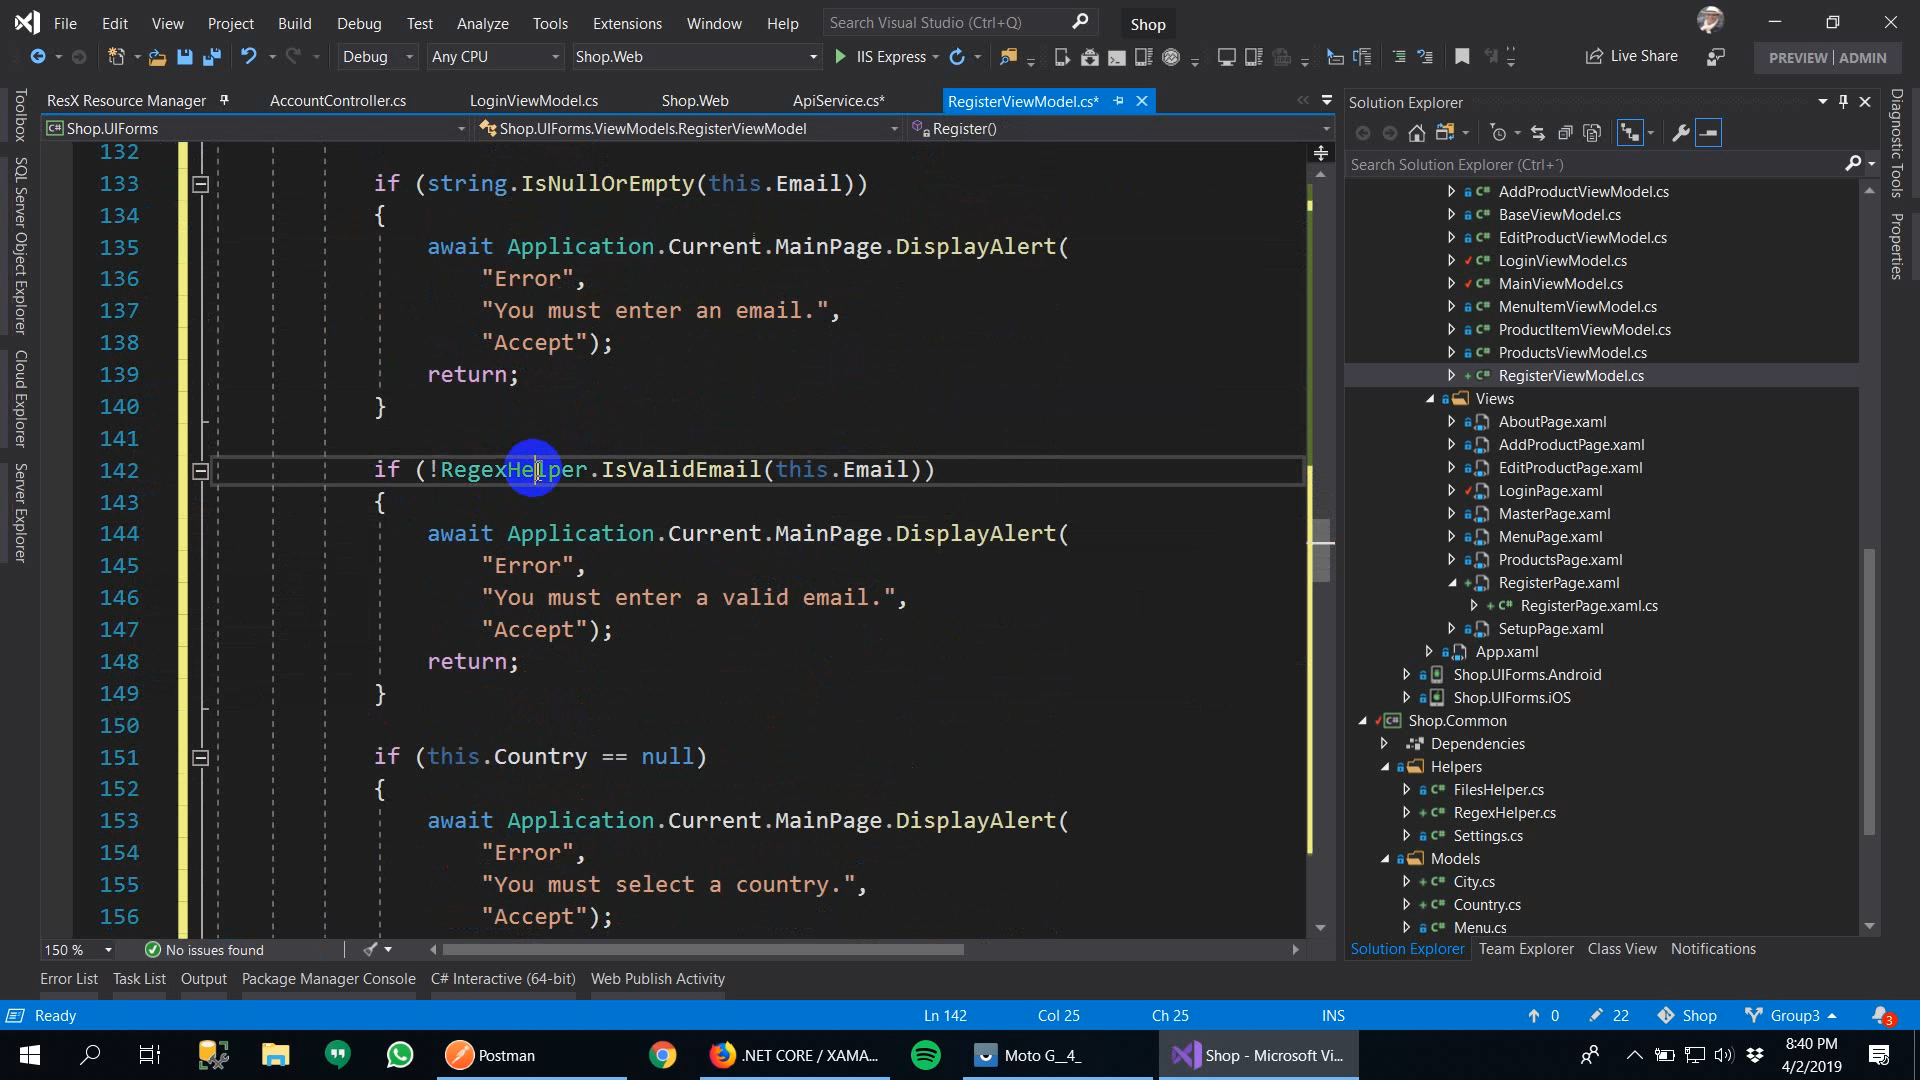 File Edit View Project Build Debug Test Analyze Tools Extensions Window Help Search Visual Studio (Ctrl+Q) Shop
Debug Any CPU Shop.Web IIS Express Live Share PREVIEW | ADMIN
ResX Resource Manager AccountController.cs LoginViewModel.cs Shop.Web ApiService.cs* RegisterViewModel.cs*
Shop.UIForms Shop.UIForms.ViewModels.RegisterViewModel Register()
Toolbox
SQL Server Object Explorer
Cloud Explorer
Server Explorer
132
133 if (string.IsNullOrEmpty(this.Email))
134 {
135 await Application.Current.MainPage.DisplayAlert(
136 "Error",
137 "You must enter an email.",
138 "Accept");
139 return;
140 }
141
142 if (!RegexHelper.IsValidEmail(this.Email))
143 {
144 await Application.Current.MainPage.DisplayAlert(
145 "Error",
146 "You must enter a valid email.",
147 "Accept");
148 return;
149 }
150
151 if (this.Country == null)
152 {
153 await Application.Current.MainPage.DisplayAlert(
154 "Error",
155 "You must select a country.",
156 "Accept");
150 % No issues found
Solution Explorer
Search Solution Explorer (Ctrl+´)
AddProductViewModel.cs
BaseViewModel.cs
EditProductViewModel.cs
LoginViewModel.cs
MainViewModel.cs
MenuItemViewModel.cs
ProductItemViewModel.cs
ProductsViewModel.cs
RegisterViewModel.cs
Views
AboutPage.xaml
AddProductPage.xaml
EditProductPage.xaml
LoginPage.xaml
MasterPage.xaml
MenuPage.xaml
ProductsPage.xaml
RegisterPage.xaml
RegisterPage.xaml.cs
SetupPage.xaml
App.xaml
Shop.UIForms.Android
Shop.UIForms.iOS
Shop.Common
Dependencies
Helpers
FilesHelper.cs
RegexHelper.cs
Settings.cs
Models
City.cs
Country.cs
Menu.cs
Solution Explorer Team Explorer Class View Notifications
Diagnostic Tools
Properties
Error List Task List Output Package Manager Console C# Interactive (64-bit) Web Publish Activity
Ready Ln 142 Col 25 Ch 25 INS 0 22 Shop Group3 3
Postman .NET CORE / XAMA... Moto G__4_ Shop - Microsoft Vi... 8:40 PM
4/2/2019